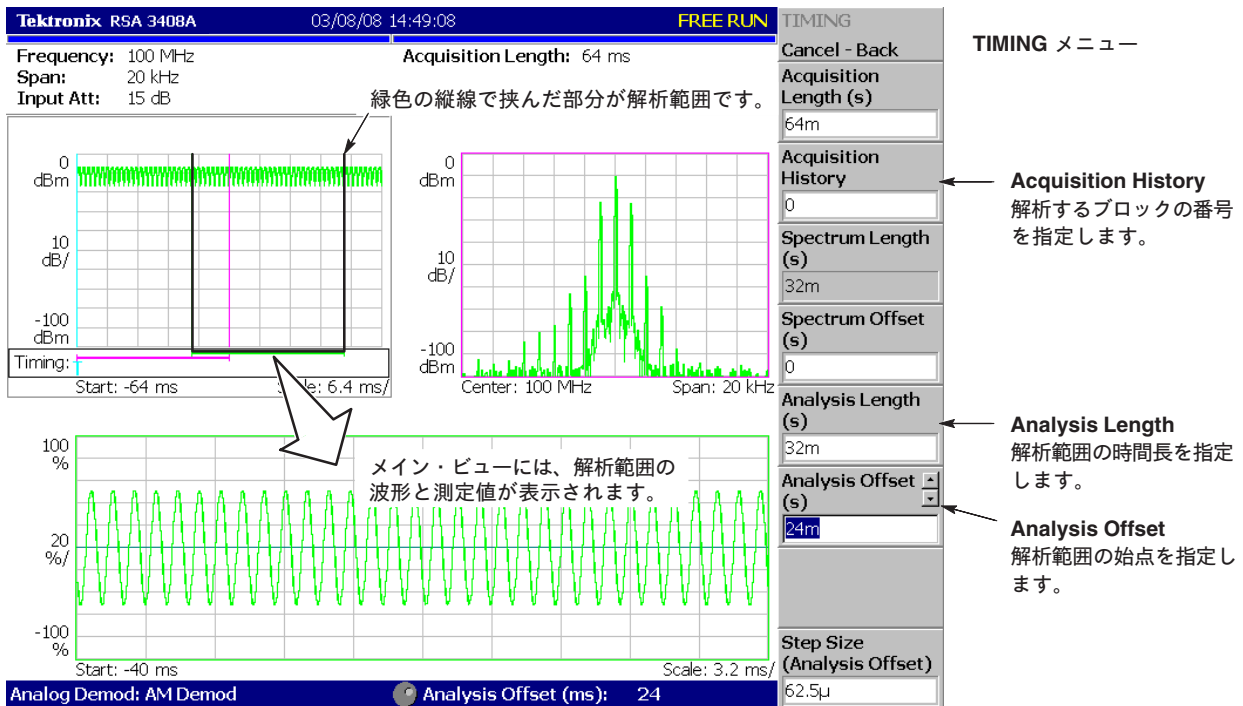 Tektronix RSA 3408A 03/08/08 14:49:08 FREE RUN
Frequency: 100 MHz
Span: 20 kHz
Input Att: 15 dB
Acquisition Length: 64 ms
緑色の縦線で挟んだ部分が解析範囲です。
0
dBm
10
dB/
-100
dBm
Timing:
Start: -64 ms
6.4 ms/
0
dBm
10
dB/
-100
dBm
Center: 100 MHz
Span: 20 kHz
100
%
20
%/
-100
%
メイン・ビューには、解析範囲の
波形と測定値が表示されます。
Start: -40 ms
Scale: 3.2 ms/
Analog Demod: AM Demod
Analysis Offset (ms): 24
TIMING
Cancel - Back
Acquisition
Length (s)
64m
Acquisition
History
0
Spectrum Length
(s)
32m
Spectrum Offset
(s)
0
Analysis Length
(s)
32m
Analysis Offset
(s)
24m
Step Size
(Analysis Offset)
62.5µ
TIMING メニュー
Acquisition History
解析するブロックの番号
を指定します。
Analysis Length
解析範囲の時間長を指定
します。
Analysis Offset
解析範囲の始点を指定し
ます。